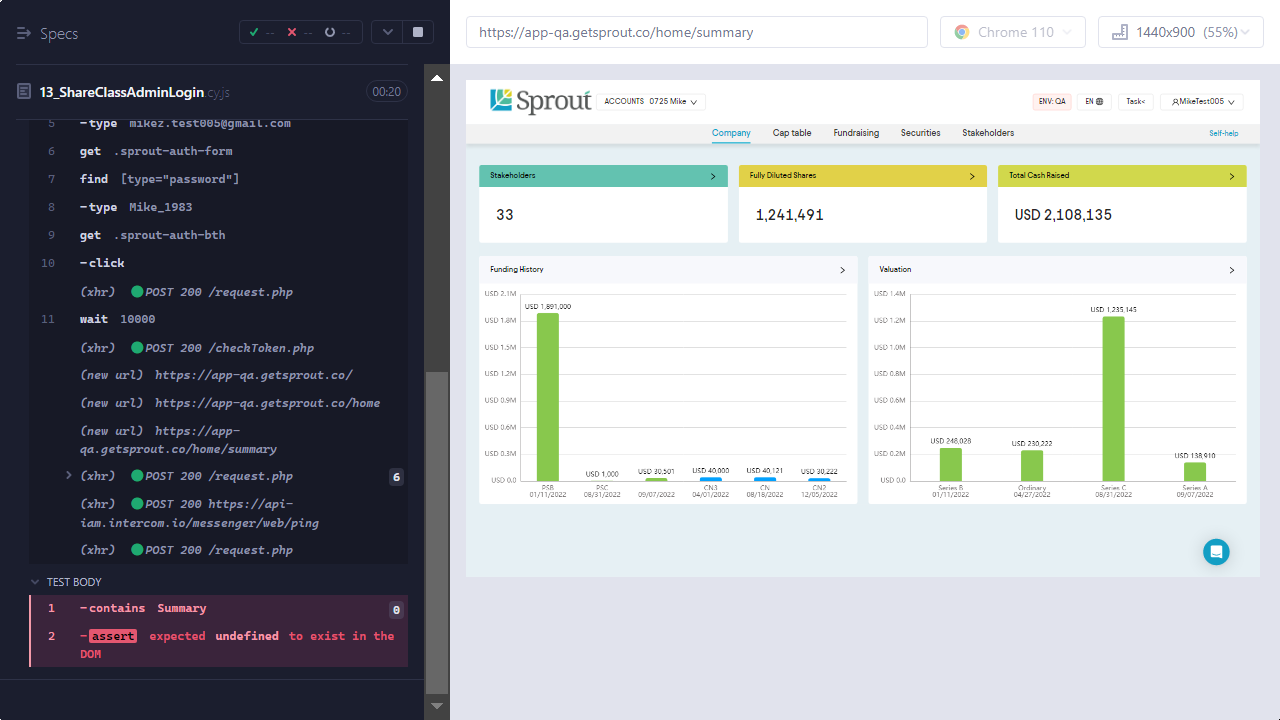 Specs
-- -- --
13_ShareClassAdminLogin.cy.js
00:20
5 -type mikez.test005@gmail.com
6 get .sprout-auth-form
7 find [type="password"]
8 -type Mike_1983
9 get .sprout-auth-bth
10 -click
(xhr) POST 200 /request.php
11 wait 10000
(xhr) POST 200 /checkToken.php
(new url) https://app-qa.getsprout.co/
(new url) https://app-qa.getsprout.co/home
(new url) https://app-
qa.getsprout.co/home/summary
(xhr) POST 200 /request.php 6
(xhr) POST 200 https://api-
iam.intercom.io/messenger/web/ping
(xhr) POST 200 /request.php
TEST BODY
1 -contains Summary 0
2 -assert expected undefined to exist in the
DOM
https://app-qa.getsprout.co/home/summary
Chrome 110
1440x900 (55%)
Sprout
ACCOUNTS 0725 Mike
ENV: QA
EN
Task<
MikeTest005
Company Cap table Fundraising Securities Stakeholders
Self-help
Stakeholders
33
Fully Diluted Shares
1,241,491
Total Cash Raised
USD 2,108,135
Funding History
USD 2.1M
USD 1.8M
USD 1.5M
USD 1.2M
USD 0.9M
USD 0.6M
USD 0.3M
USD 0.0
USD 1,891,000
USD 1,000
USD 30,501
USD 40,000
USD 40,121
USD 30,222
PSB PSC CN3 CN CN2
01/11/2022 08/31/2022 09/07/2022 04/01/2022 08/18/2022 12/05/2022
Valuation
USD 1.4M
USD 1.2M
USD 1.0M
USD 0.8M
USD 0.6M
USD 0.4M
USD 0.2M
USD 0.0
USD 248,028
USD 230,222
USD 1,235,145
USD 138,910
Series B Ordinary Series C Series A
01/11/2022 04/27/2022 08/31/2022 09/07/2022